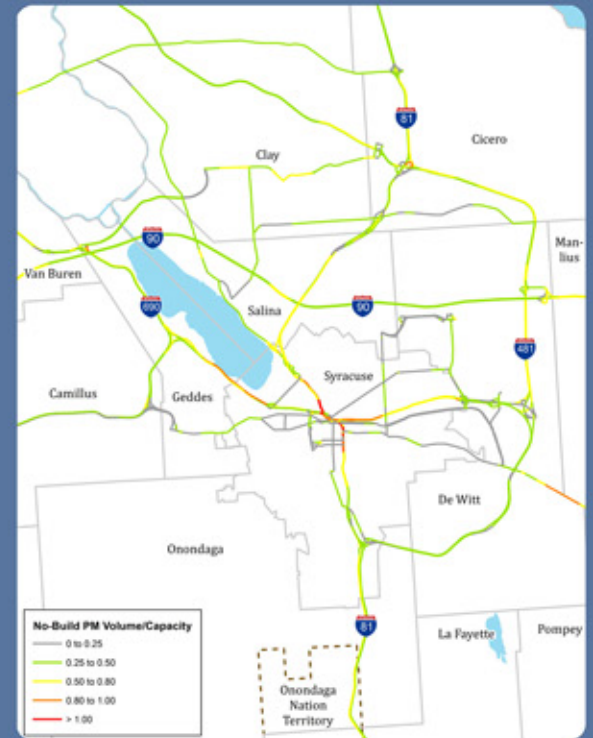 81
Cicero
Clay
90
Man-
lius
Van Buren
690
Salina
90
481
Syracuse
Camillus
Geddes
De Witt
Onondaga
No-Build PM Volume/Capacity
0 to 0.25
0.25 to 0.50
0.50 to 0.80
0.80 to 1.00
> 1.00
81
La Fayette
Pompey
Onondaga
Nation
Territory